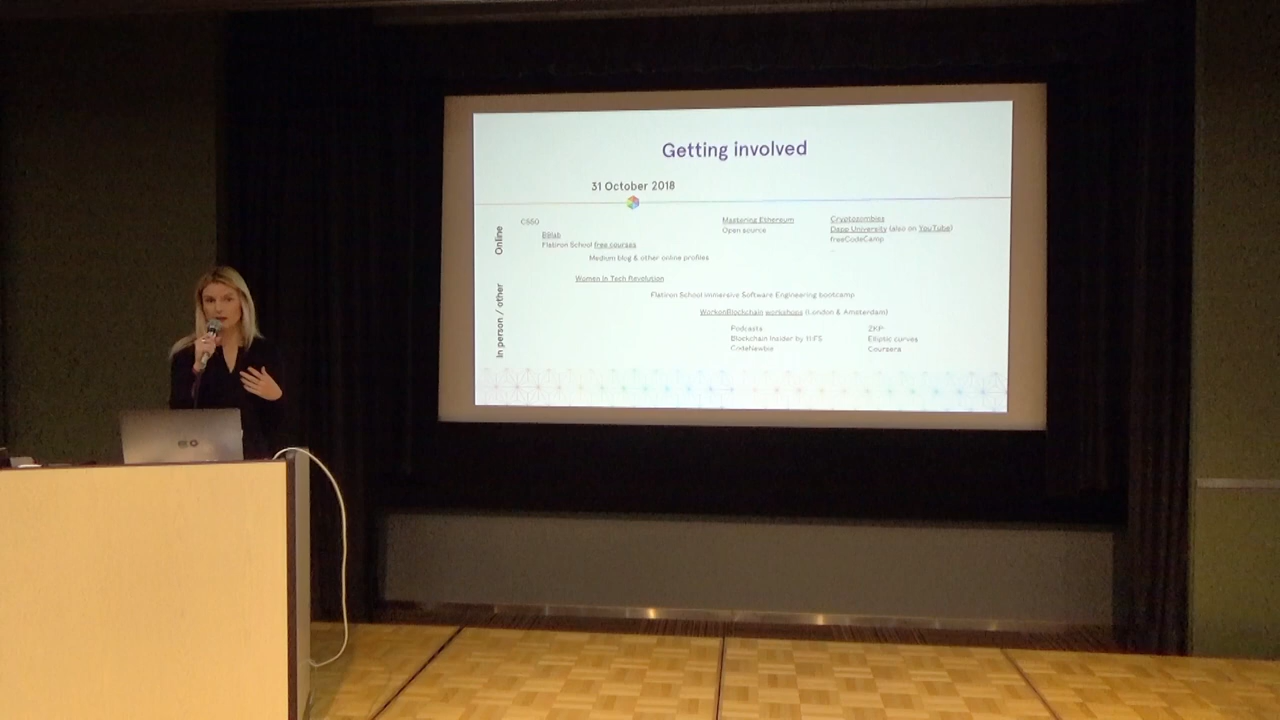 Getting involved
31 October 2018
Online
CS50
BBlab
Flatiron School free courses
Medium blog & other online profiles
Mastering Ethereum
Open source
Cryptozombies
Dapp University (also on YouTube)
freeCodeCamp
In person / other
Women in Tech Revolution
Flatiron School immersive Software Engineering bootcamp
WorkonBlockchain workshops (London & Amsterdam)
Podcasts
Blockchain Insider by 11:FS
CodeNewbie
ZKP
Elliptic curves
Coursera